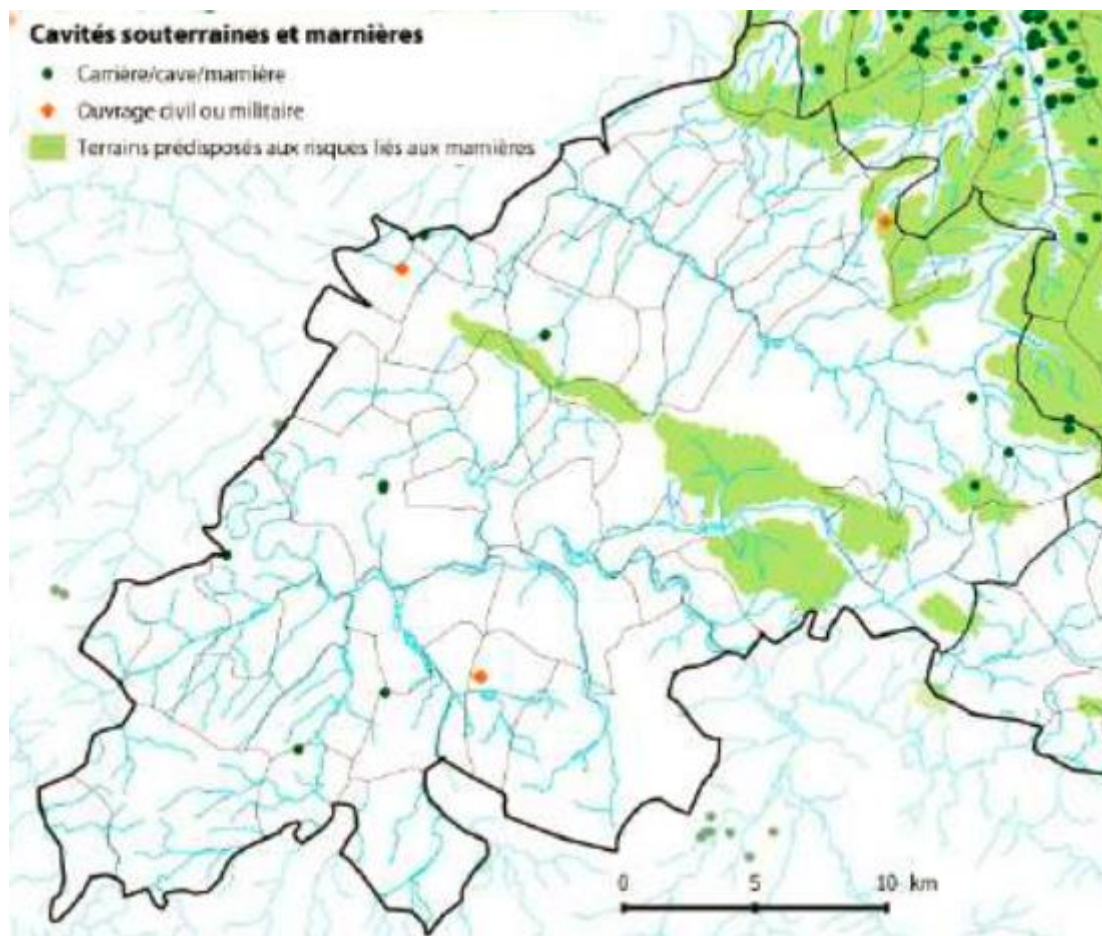 Cavités souterraines et marnières
Carrière/cave/marnière
Ouvrage civil ou militaire
Terrains prédisposés aux risques liés aux marnières
0 5 10 km